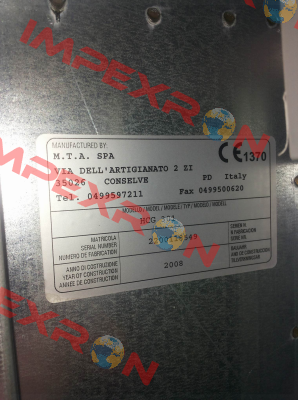 IMPEXRON
MANUFACTURED BY:
M.T.A. SPA
VIA DELL'ARTIGIANATO 2 ZI
35026 CONSELVE PD Italy
Tel. 0499597211 Fax 0499500620
CE 1370
MODELLO / MODEL / MODELE / TYP / MODELO / MODEL
HCG
MATRICOLA
SERIAL NUMBER
NUMERO DE FABRICATION
ANNO DI COSTRUZIONE
YEAR OF CONSTRUCTION
ANNEE DE CONSTRUCTION
2008